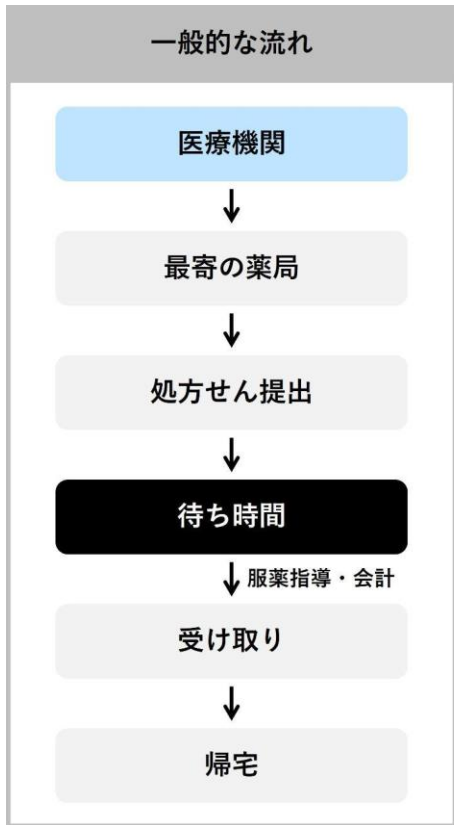 一般的な流れ
医療機関
最寄の薬局
処方せん提出
待ち時間
服薬指導・会計
受け取り
帰宅